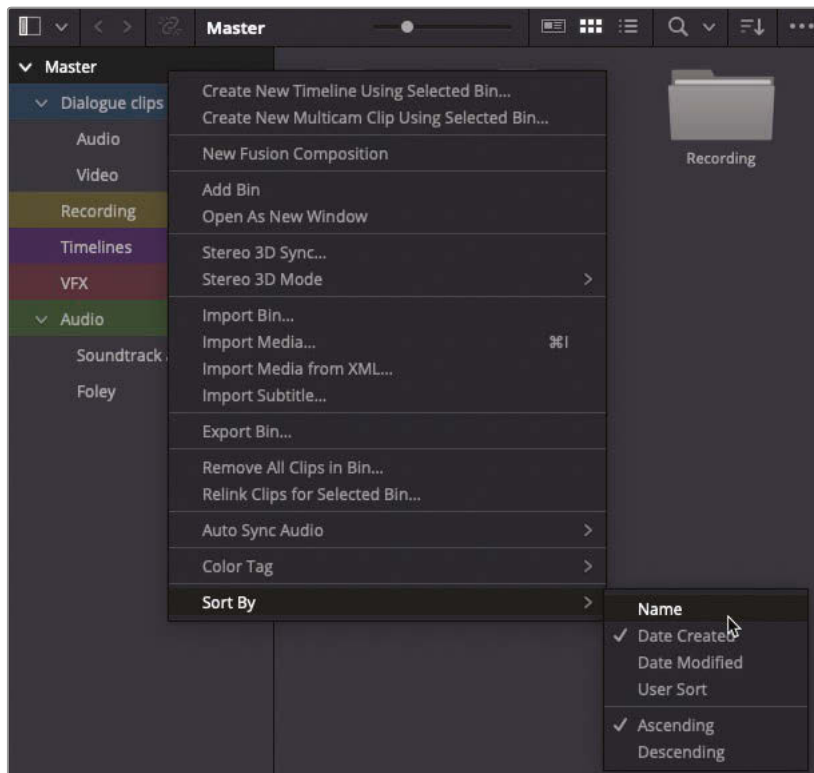 Master
Master
Dialogue clips
Audio
Video
Recording
Timelines
VFX
Audio
Soundtrack
Foley
Create New Timeline Using Selected Bin...
Create New Multicam Clip Using Selected Bin...
New Fusion Composition
Add Bin
Open As New Window
Stereo 3D Sync...
Stereo 3D Mode
Import Bin...
Import Media... ⌘I
Import Media from XML...
Import Subtitle...
Export Bin...
Remove All Clips in Bin...
Relink Clips for Selected Bin...
Auto Sync Audio
Color Tag
Sort By
Name
Date Created
Date Modified
User Sort
Ascending
Descending
Recording